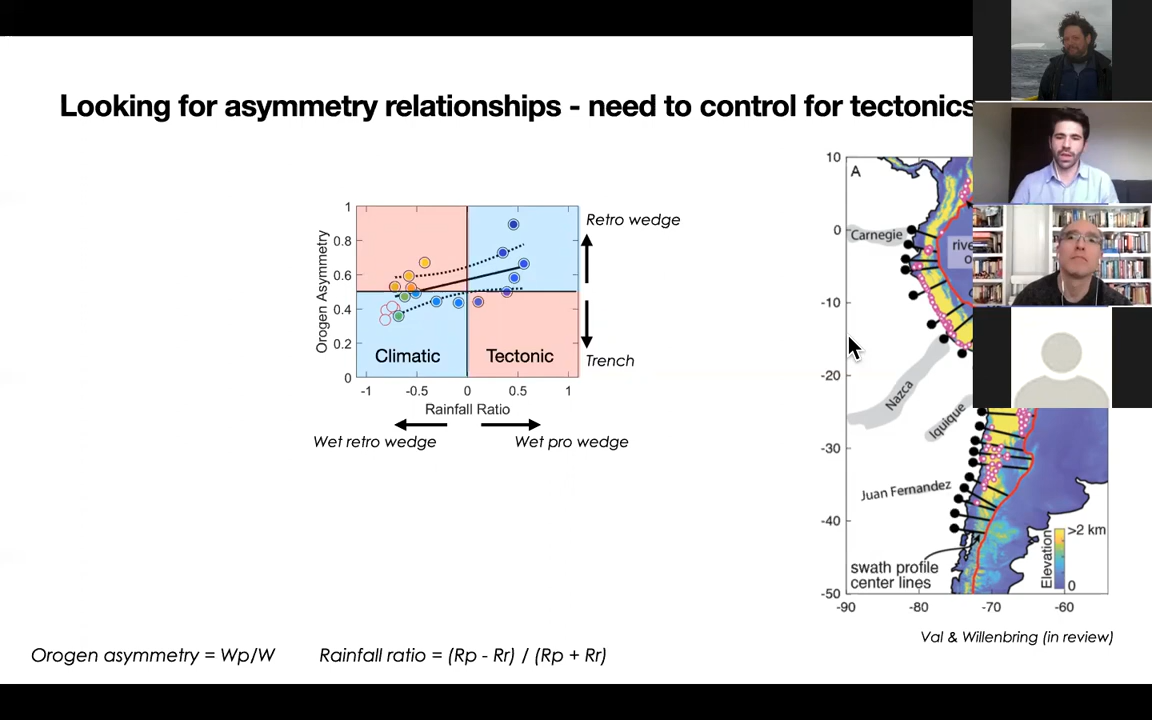 Looking for asymmetry relationships - need to control for tectonics
Orogen Asymmetry
1
0.8
0.6
0.4
0.2
0
Climatic
Tectonic
-1
-0.5
0
0.5
1
Rainfall Ratio
Retro wedge
Trench
Wet retro wedge
Wet pro wedge
10
0
-10
-20
-30
-40
-50
A
Carnegie
Nazca
Iquique
Juan Fernandez
swath profile
center lines
Elevation
>2 km
0
-90
-80
-70
-60
Val & Willenbring (in review)
Orogen asymmetry = Wp/W
Rainfall ratio = (Rp - Rr) / (Rp + Rr)